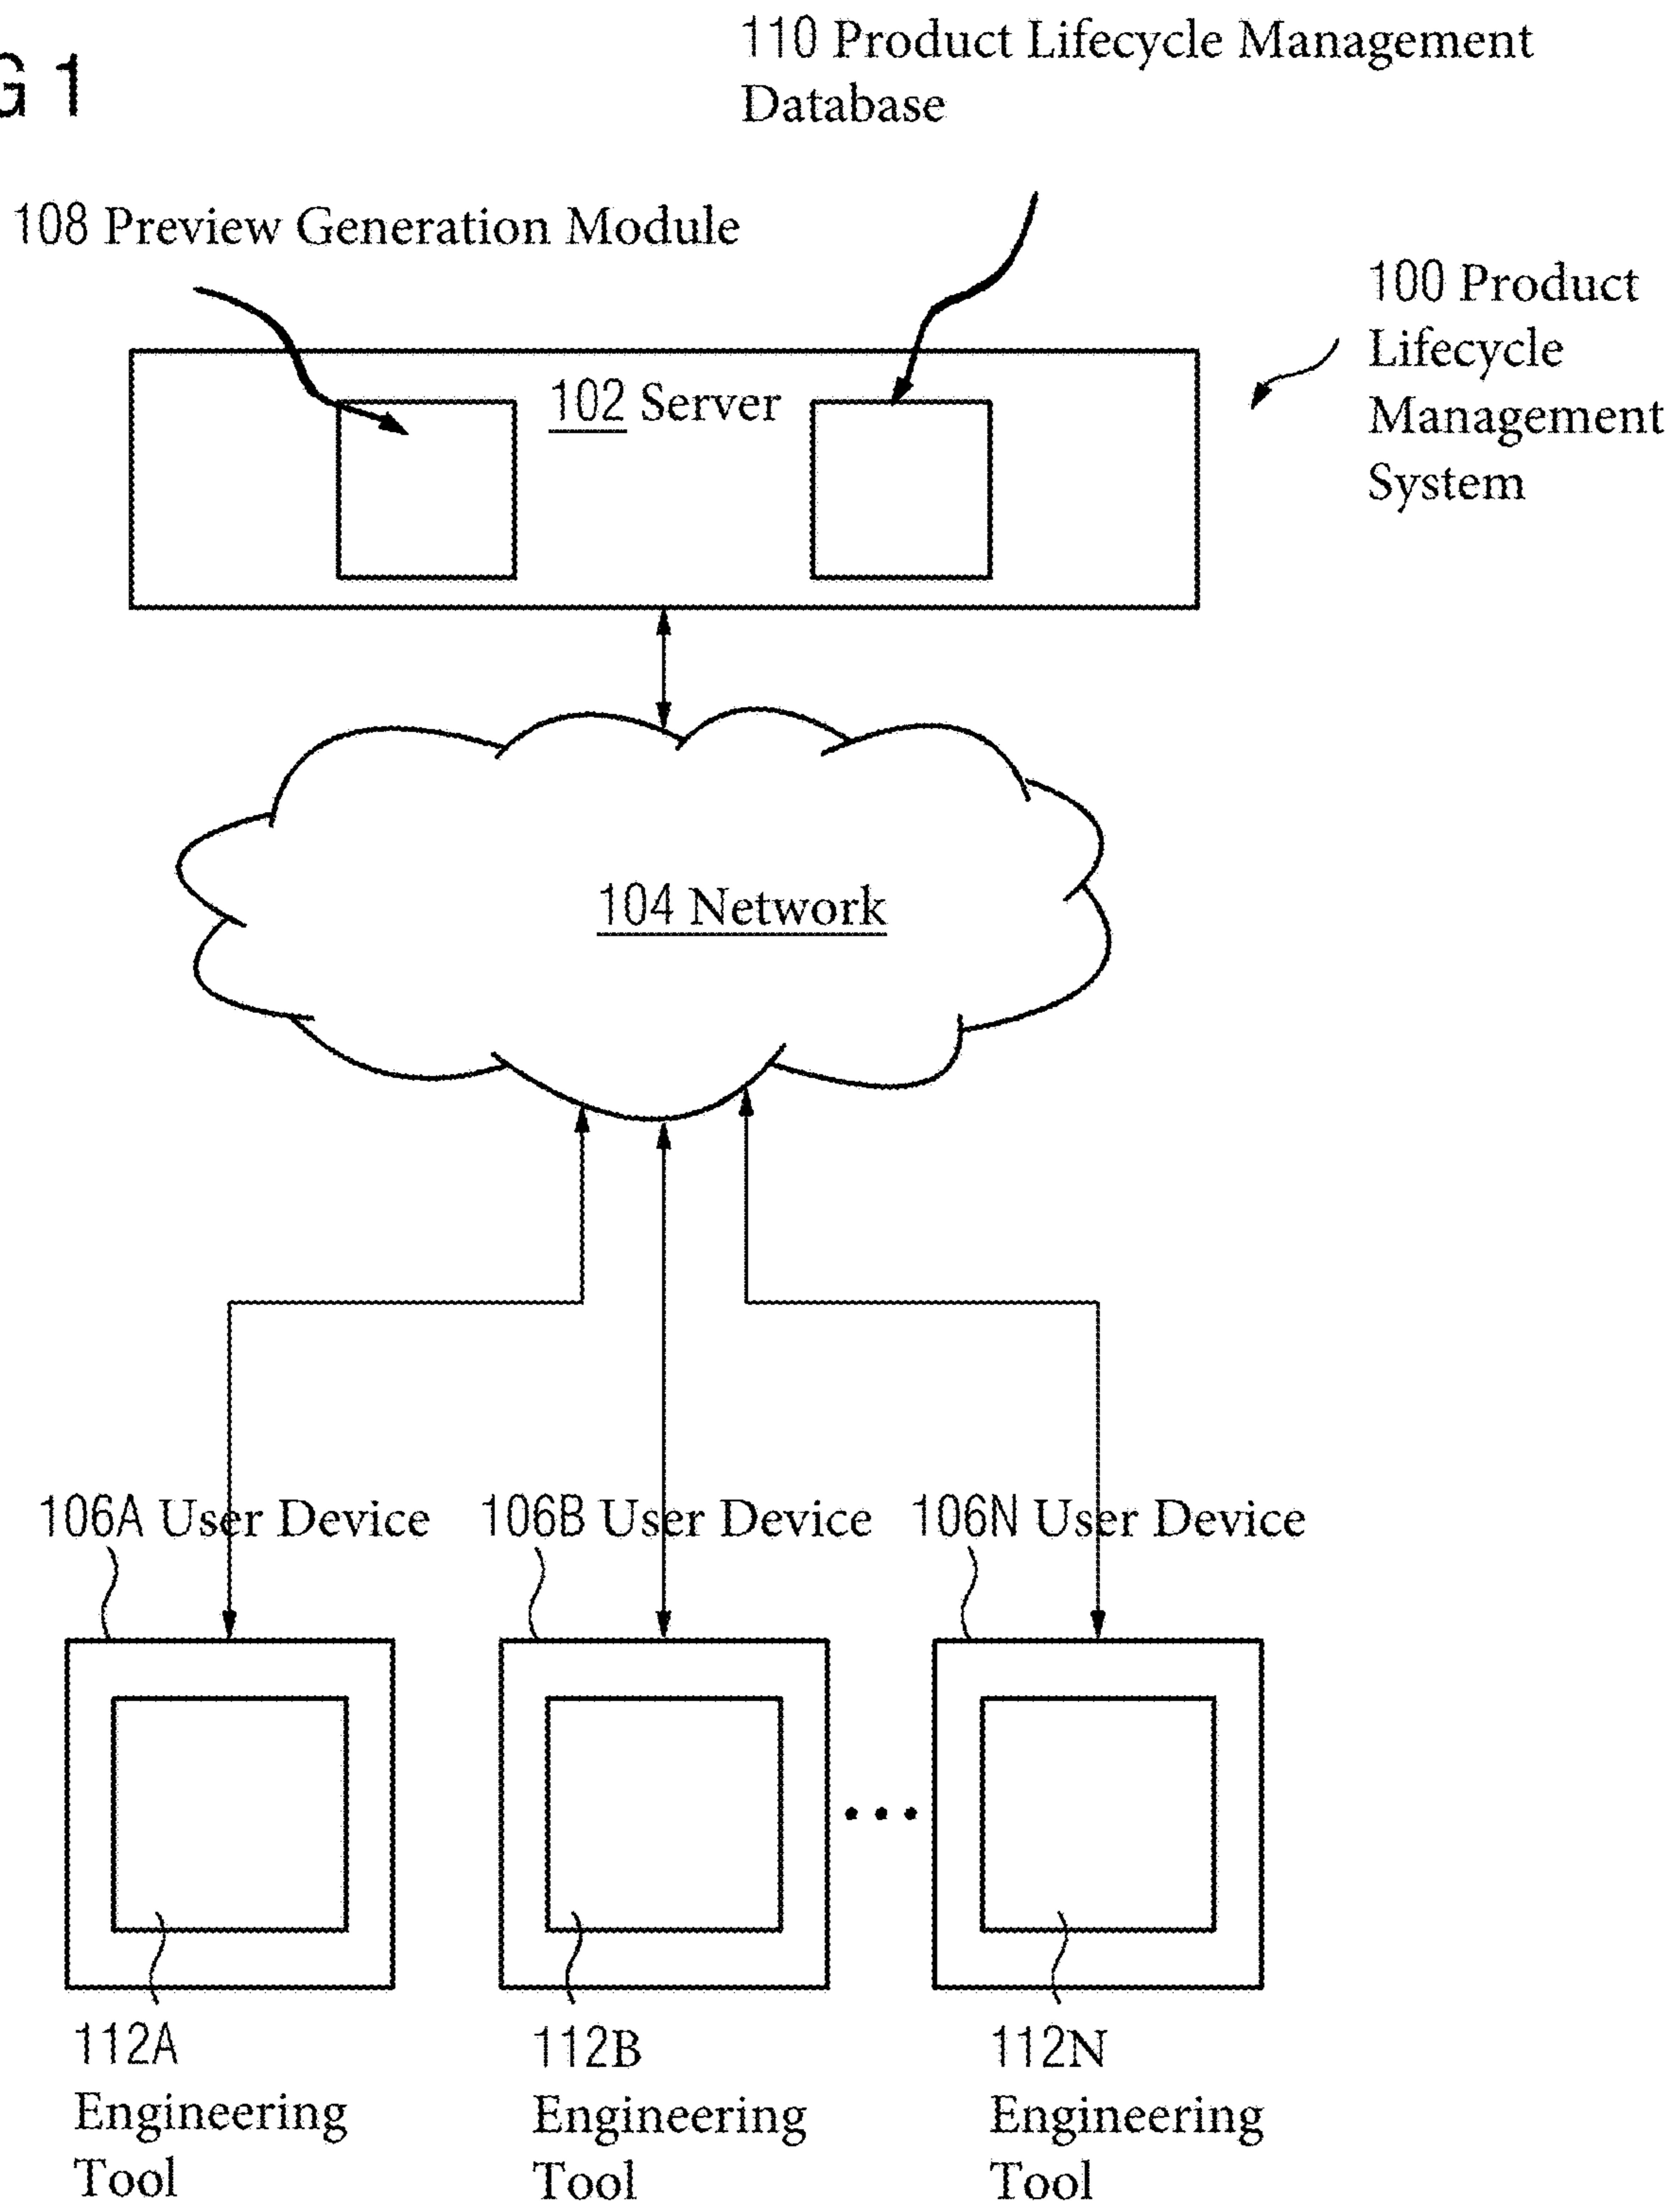 G 1
110 Product Lifecycle Management
Database
108 Preview Generation Module
100 Product
Lifecycle
Management
System
102 Server
104 Network
106A User Device
106B User Device
106N User Device
112A
Engineering
Tool
112B
Engineering
Tool
112N
Engineering
Tool